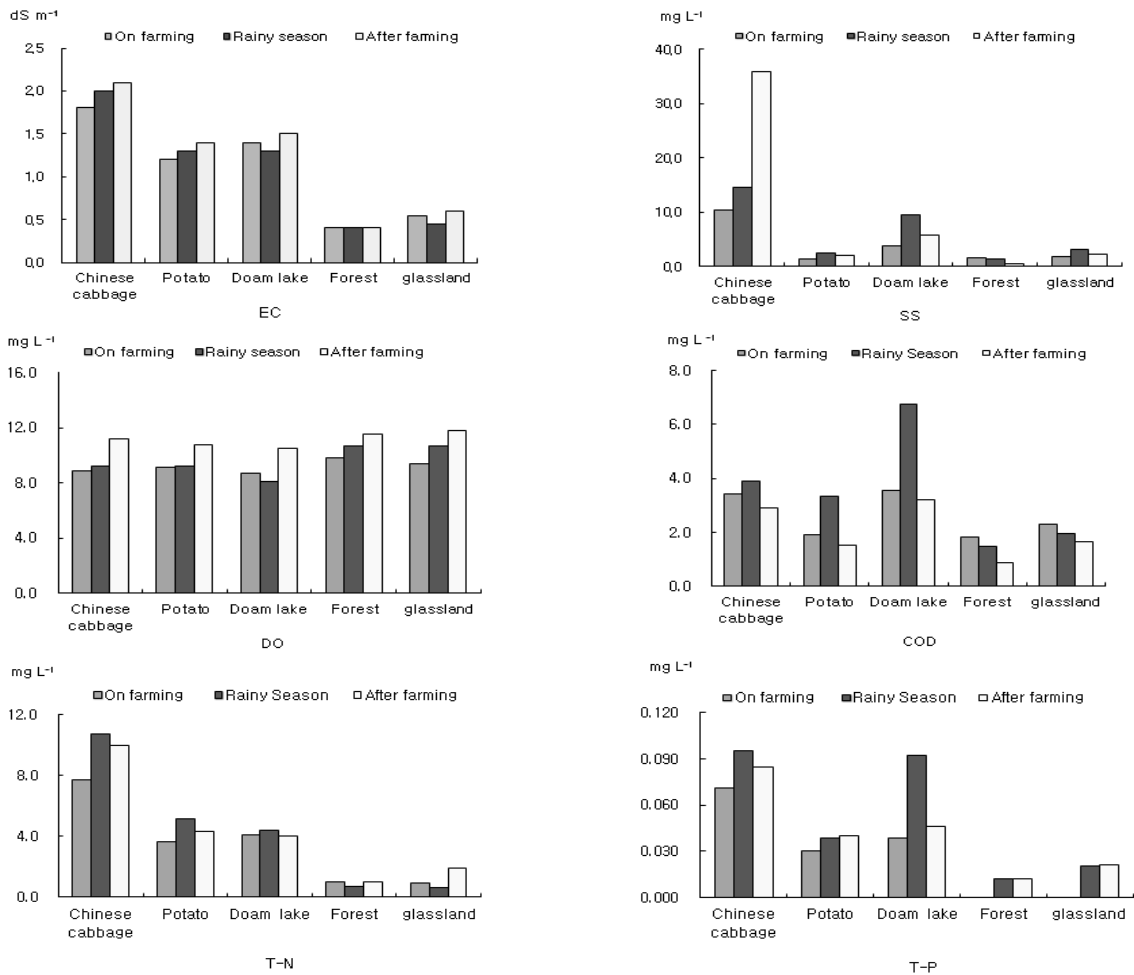 dS m⁻¹
On farming Rainy season After farming
2,5
2,0
1,5
1,0
0,5
0,0
Chinese cabbage Potato Doam lake Forest glassland
EC
mg L⁻¹
On farming Rainy season After farming
40,0
30,0
20,0
10,0
0,0
Chinese cabbage Potato Doam lake Forest glassland
SS
mg L⁻¹
On farming Rainy season After farming
16.0
12.0
8.0
4.0
0.0
Chinese cabbage Potato Doam lake Forest glassland
DO
mg L⁻¹
On farming Rainy Season After farming
8.0
6.0
4.0
2.0
0.0
Chinese cabbage Potato Doam lake Forest glassland
COD
mg L⁻¹
On farming Rainy Season After farming
12.0
8.0
4.0
0.0
Chinese cabbage Potato Doam lake Forest glassland
T-N
mg L⁻¹
On farming Rainy Season After farming
0.120
0.090
0.060
0.030
0.000
Chinese cabbage Potato Doam lake Forest glassland
T-P